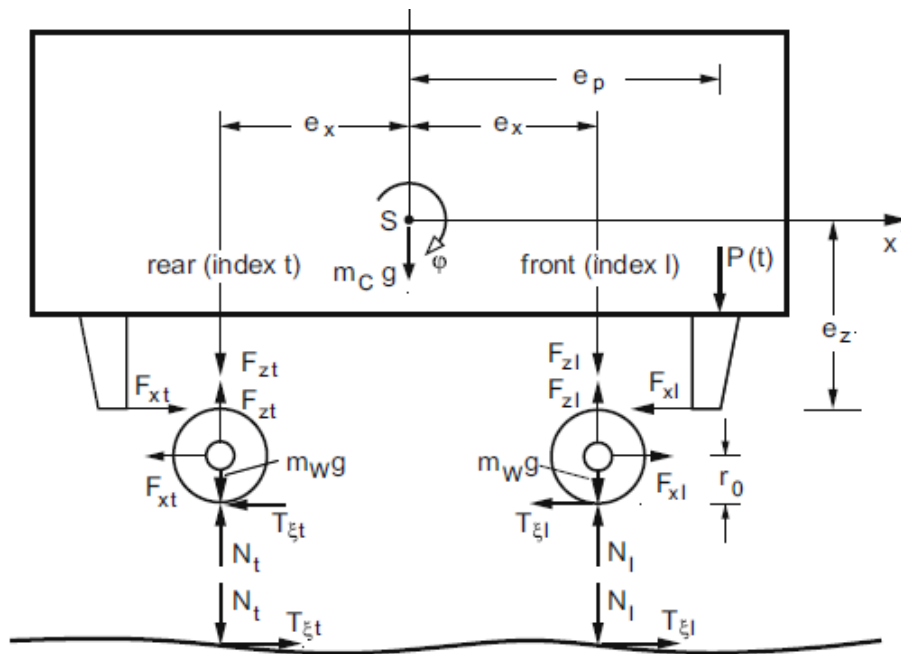 e_p
e_x e_x
S x
rear (index t) φ front (index l) P(t)
m_C g
e_z
F_zt F_zl
F_xt F_zt F_zl F_xl
m_W g m_W g r_0
F_xt F_xl
T_ξt T_ξl
N_t N_l
N_t T_ξt N_l T_ξl